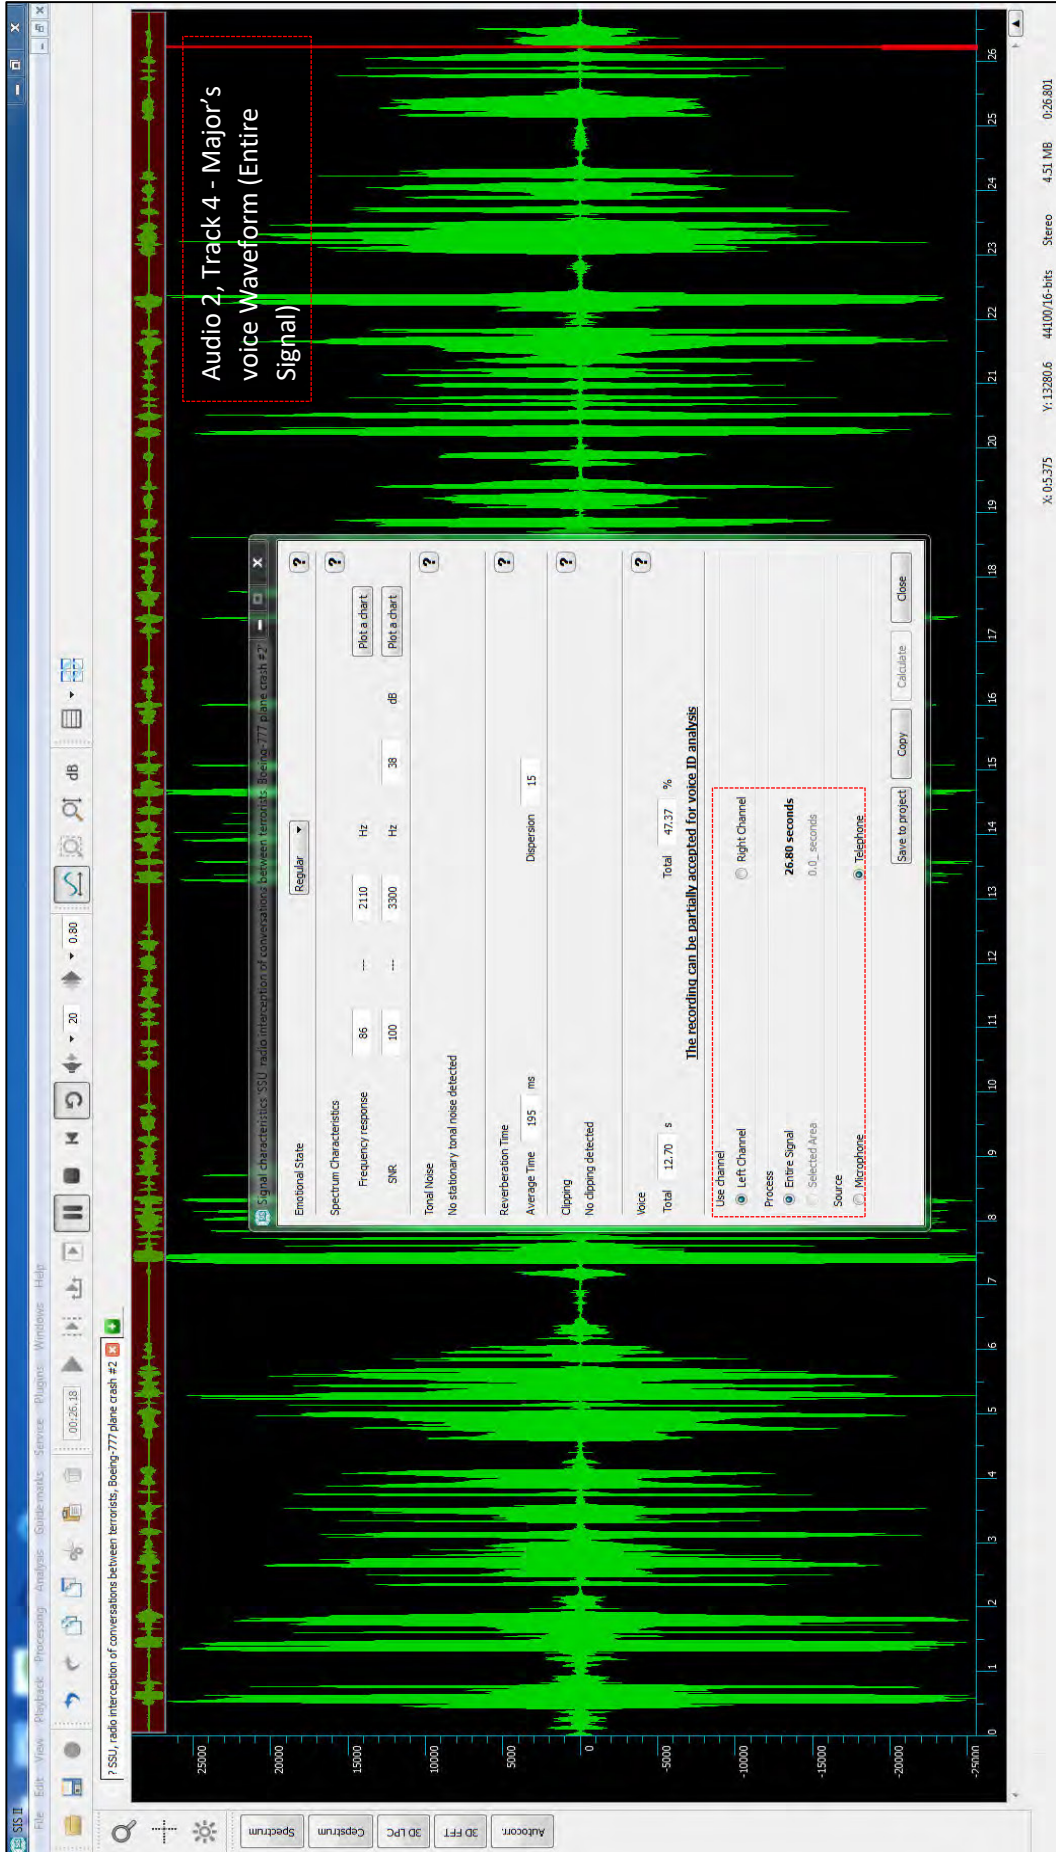 SIS II
File Edit View Playback Processing Analysis Guide marks Service Plugins Windows Help
00:26.18
20
0.80
dB
? SSU, radio interception of conversations between terrorists, Boeing-777 plane crash #2
Spectrum
Cepstrum
3D LPC
3D FFT
Autocorr.
25000
20000
15000
10000
5000
0
-5000
-10000
-15000
-20000
-25000
Audio 2, Track 4 - Major's
voice Waveform (Entire
Signal)
Signal characteristics 'SSU, radio interception of conversations between terrorists, Boeing-777 plane crash #2'
Emotional State Regular ?
Spectrum Characteristics ?
Frequency response 86 --- 2110 Hz Plot a chart
SNR 100 --- 3300 Hz 38 dB Plot a chart
Tonal Noise ?
No stationary tonal noise detected
Reverberation Time ?
Average Time 195 ms Dispersion 15
Clipping ?
No clipping detected
Voice ?
Total 12.70 s Total 47.37 %
The recording can be partially accepted for voice ID analysis
Use channel
Left Channel Right Channel
Process
Entire Signal 26.80 seconds
Selected Area 0.0_ seconds
Source
Microphone Telephone
Save to project Copy Calculate Close
0 1 2 3 4 5 6 7 8 9 10 11 12 13 14 15 16 17 18 19 20 21 22 23 24 25 26
X: 0:5.375 Y: 13280.6 44100/16-bits Stereo 4.51 MB 0:26.801